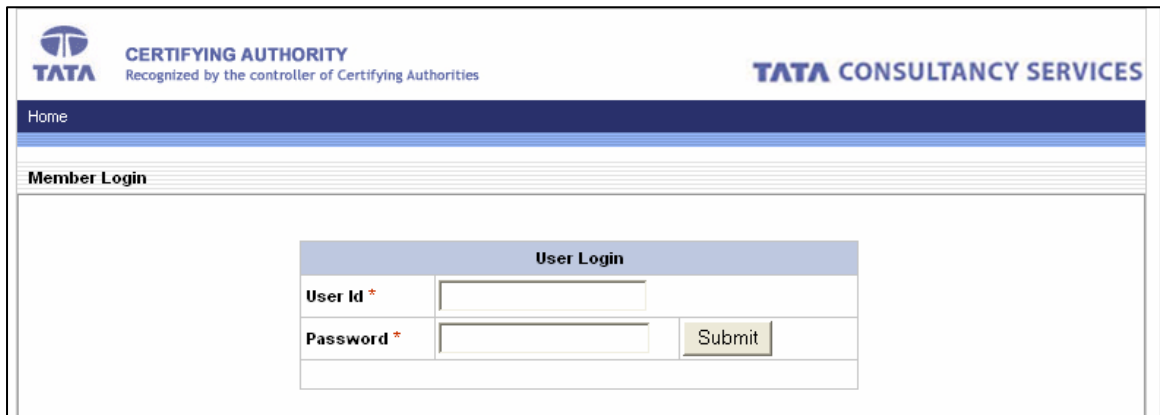 CERTIFYING AUTHORITY
TATA
Recognized by the controller of Certifying Authorities
TATA CONSULTANCY SERVICES
Home
Member Login
User Login
User Id *
Password *
Submit